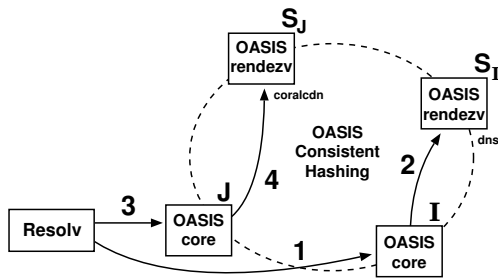 S_J
OASIS
rendezv
coralcdn
S_I
OASIS
rendezv
dns
OASIS
Consistent
Hashing
2
4
3
J
I
Resolv
OASIS
core
1
OASIS
core